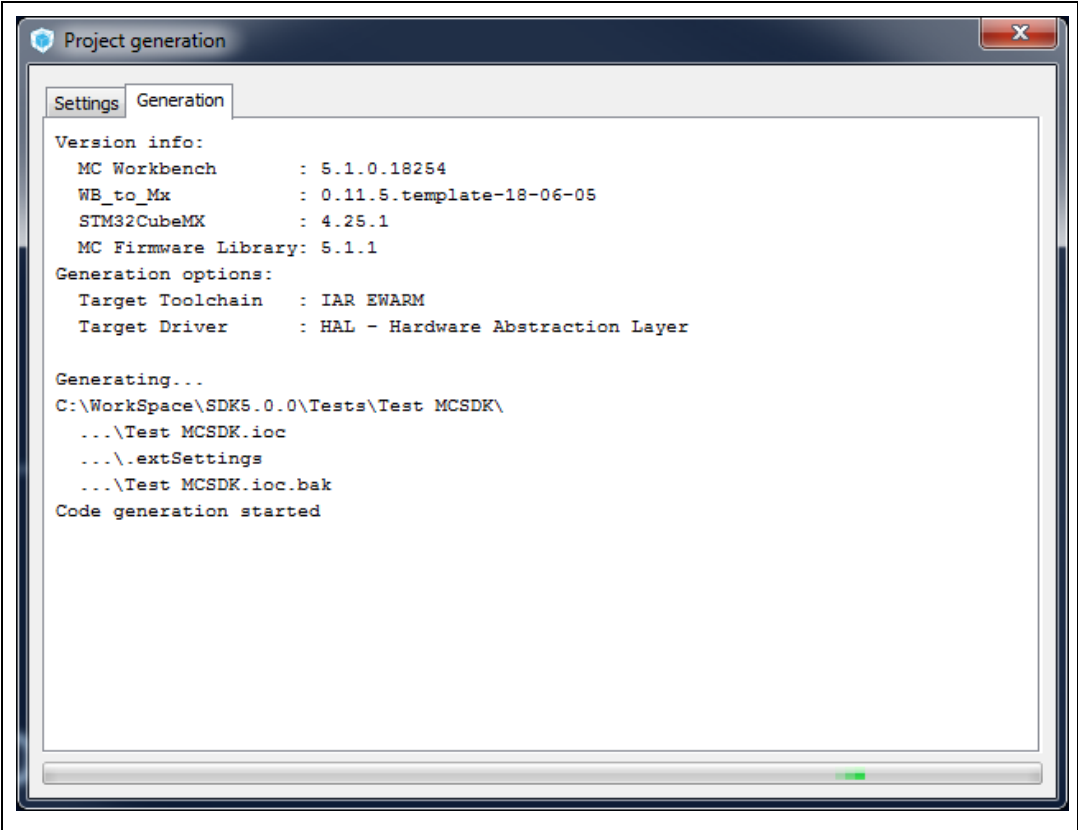 Project generation
Settings Generation
Version info:
  MC Workbench       : 5.1.0.18254
  WB_to_Mx           : 0.11.5.template-18-06-05
  STM32CubeMX        : 4.25.1
  MC Firmware Library: 5.1.1
Generation options:
  Target Toolchain   : IAR EWARM
  Target Driver      : HAL - Hardware Abstraction Layer
Generating...
C:\WorkSpace\SDK5.0.0\Tests\Test MCSDK\
  ...\Test MCSDK.ioc
  ...\.extSettings
  ...\Test MCSDK.ioc.bak
Code generation started